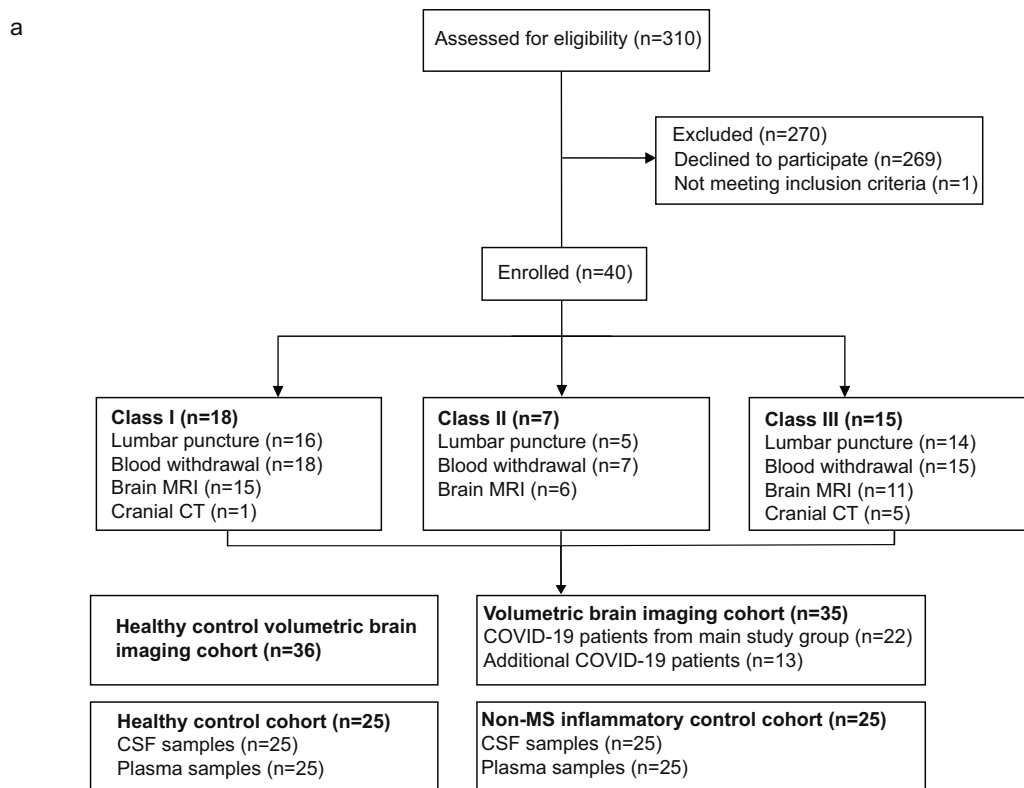 a
Assessed for eligibility (n=310)
Excluded (n=270)
Declined to participate (n=269)
Not meeting inclusion criteria (n=1)
Enrolled (n=40)
Class I (n=18)
Lumbar puncture (n=16)
Blood withdrawal (n=18)
Brain MRI (n=15)
Cranial CT (n=1)
Class II (n=7)
Lumbar puncture (n=5)
Blood withdrawal (n=7)
Brain MRI (n=6)
Class III (n=15)
Lumbar puncture (n=14)
Blood withdrawal (n=15)
Brain MRI (n=11)
Cranial CT (n=5)
Healthy control volumetric brain
imaging cohort (n=36)
Volumetric brain imaging cohort (n=35)
COVID-19 patients from main study group (n=22)
Additional COVID-19 patients (n=13)
Healthy control cohort (n=25)
CSF samples (n=25)
Plasma samples (n=25)
Non-MS inflammatory control cohort (n=25)
CSF samples (n=25)
Plasma samples (n=25)